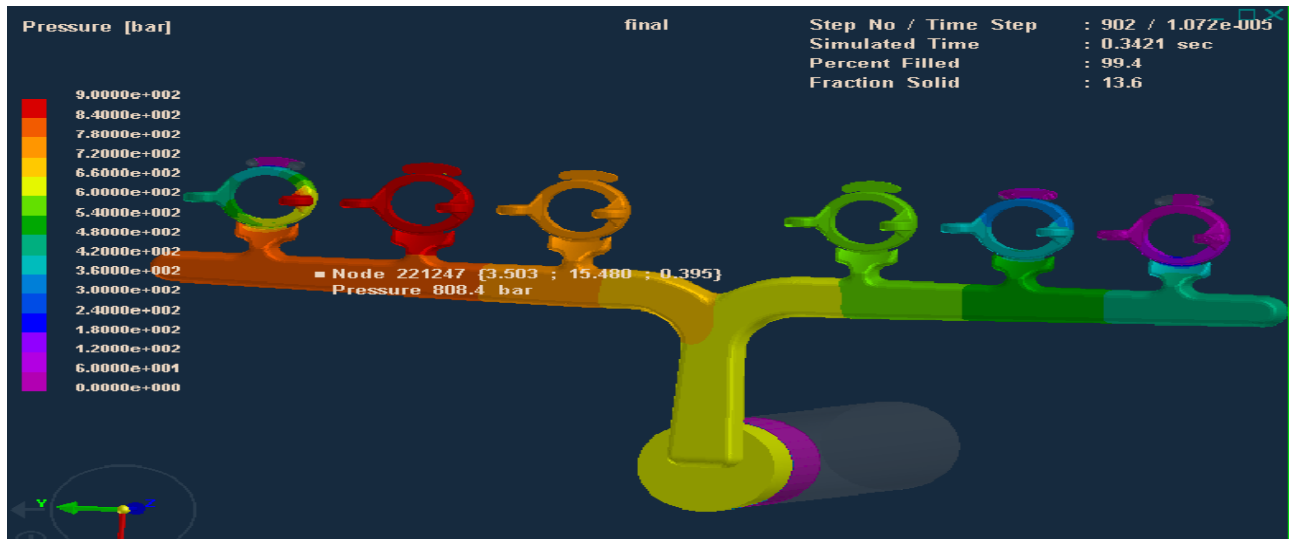 Pressure [bar]
final
Step No / Time Step : 902 / 1.072e-005
Simulated Time : 0.3421 sec
Percent Filled : 99.4
Fraction Solid : 13.6
9.0000e+002
8.4000e+002
7.8000e+002
7.2000e+002
6.6000e+002
6.0000e+002
5.4000e+002
4.8000e+002
4.2000e+002
3.6000e+002
3.0000e+002
2.4000e+002
1.8000e+002
1.2000e+002
6.0000e+001
0.0000e+000
Node 221247 {3.503 ; 15.480 ; 0.395}
Pressure 808.4 bar
Y